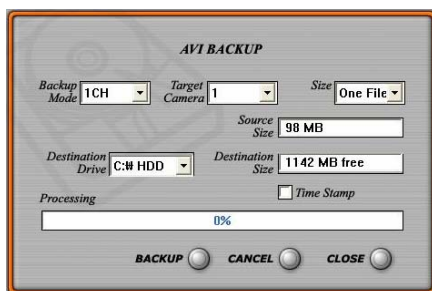 AVI BACKUP
Backup Mode 1CH Target Camera 1 Size One File
Source Size 98 MB
Destination Drive C:₩ HDD Destination Size 1142 MB free
Processing Time Stamp
0%
BACKUP CANCEL CLOSE